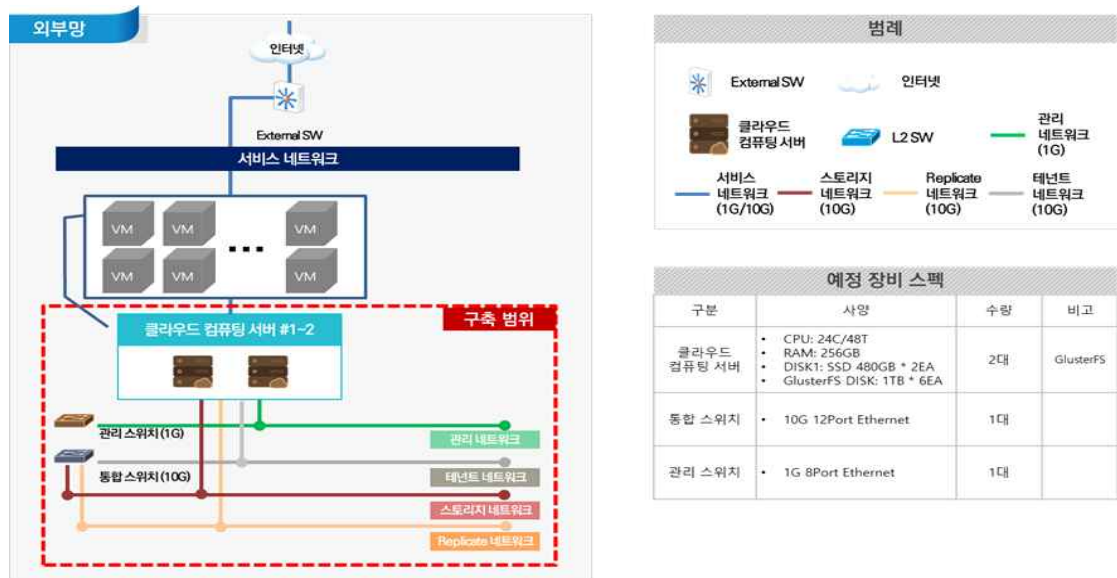 외부망
인터넷
External SW
서비스 네트워크
VM VM ... VM
VM VM VM
구축 범위
클라우드 컴퓨팅 서버 #1~2
관리 스위치(1G)
관리 네트워크
통합 스위치(10G)
테넌트 네트워크
스토리지 네트워크
Replicate 네트워크
범례
External SW
인터넷
클라우드
컴퓨팅 서버
L2 SW
관리
네트워크
(1G)
서비스
네트워크
(1G/10G)
스토리지
네트워크
(10G)
Replicate
네트워크
(10G)
테넌트
네트워크
(10G)
예정 장비 스펙
구분 사양 수량 비고
클라우드
컴퓨팅 서버
• CPU: 24C/48T
• RAM: 256GB
• DISK1: SSD 480GB * 2EA
• GlusterFS DISK: 1TB * 6EA
2대
GlusterFS
통합 스위치 • 10G 12Port Ethernet 1대
관리 스위치 • 1G 8Port Ethernet 1대